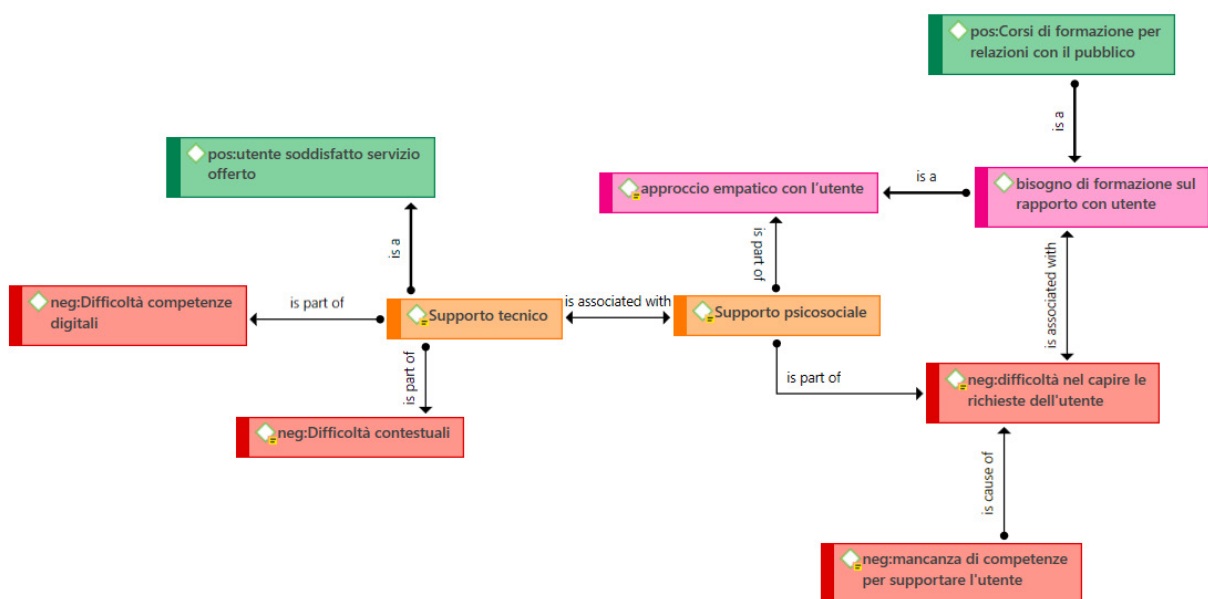 pos:Corsi di formazione per
relazioni con il pubblico
is a
pos:utente soddisfatto servizio
offerto
approccio empatico con l'utente
is a
bisogno di formazione sul
rapporto con utente
is a
is part of
is associated with
neg:Difficoltà competenze
digitali
is part of
Supporto tecnico
is associated with
Supporto psicosociale
is part of
is part of
neg:difficoltà nel capire le
richieste dell'utente
neg:Difficoltà contestuali
is cause of
neg:mancanza di competenze
per supportare l'utente